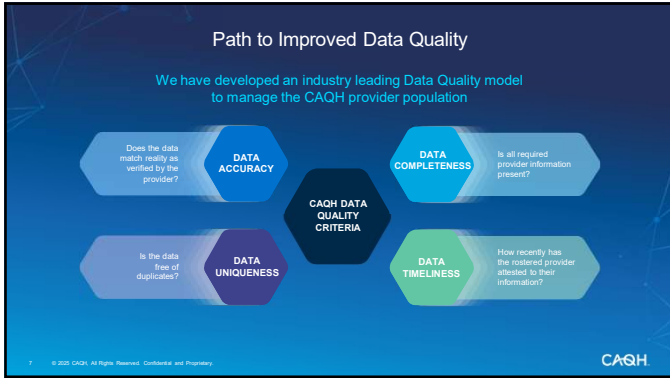 Path to Improved Data Quality
We have developed an industry leading Data Quality model
to manage the CAQH provider population
Does the data
match reality as
verified by the
provider?
DATA
ACCURACY
DATA
COMPLETENESS
Is all required
provider information
present?
CAQH DATA
QUALITY
CRITERIA
Is the data
free of
duplicates?
DATA
UNIQUENESS
DATA
TIMELINESS
How recently has
the rostered provider
attested to their
information?
7 © 2025 CAQH, All Rights Reserved. Confidential and Proprietary.
CAQH.